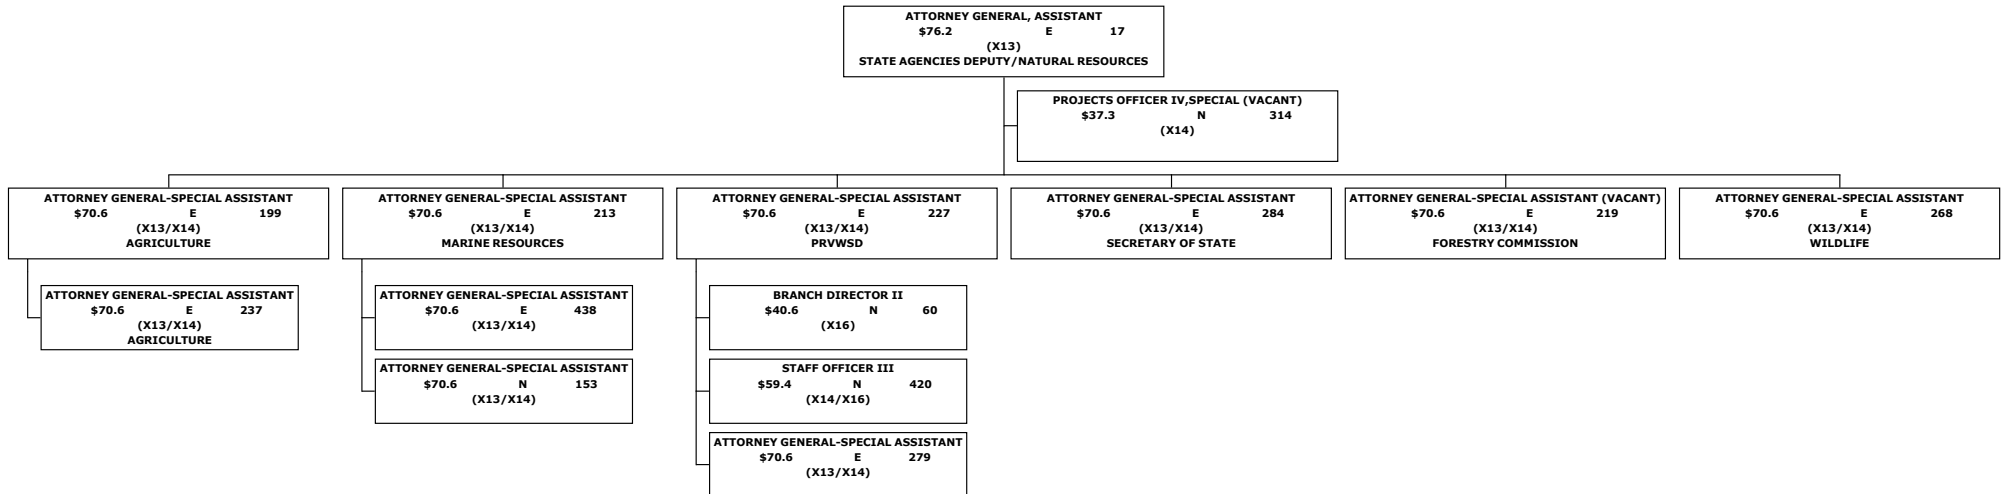 ATTORNEY GENERAL, ASSISTANT
$76.2 E 17
(X13)
STATE AGENCIES DEPUTY/NATURAL RESOURCES
PROJECTS OFFICER IV,SPECIAL (VACANT)
$37.3 N 314
(X14)
ATTORNEY GENERAL-SPECIAL ASSISTANT
$70.6 E 199
(X13/X14)
AGRICULTURE
ATTORNEY GENERAL-SPECIAL ASSISTANT
$70.6 E 213
(X13/X14)
MARINE RESOURCES
ATTORNEY GENERAL-SPECIAL ASSISTANT
$70.6 E 227
(X13/X14)
PRVWSD
ATTORNEY GENERAL-SPECIAL ASSISTANT
$70.6 E 284
(X13/X14)
SECRETARY OF STATE
ATTORNEY GENERAL-SPECIAL ASSISTANT (VACANT)
$70.6 E 219
(X13/X14)
FORESTRY COMMISSION
ATTORNEY GENERAL-SPECIAL ASSISTANT
$70.6 E 268
(X13/X14)
WILDLIFE
ATTORNEY GENERAL-SPECIAL ASSISTANT
$70.6 E 237
(X13/X14)
AGRICULTURE
ATTORNEY GENERAL-SPECIAL ASSISTANT
$70.6 E 438
(X13/X14)
ATTORNEY GENERAL-SPECIAL ASSISTANT
$70.6 N 153
(X13/X14)
BRANCH DIRECTOR II
$40.6 N 60
(X16)
STAFF OFFICER III
$59.4 N 420
(X14/X16)
ATTORNEY GENERAL-SPECIAL ASSISTANT
$70.6 E 279
(X13/X14)